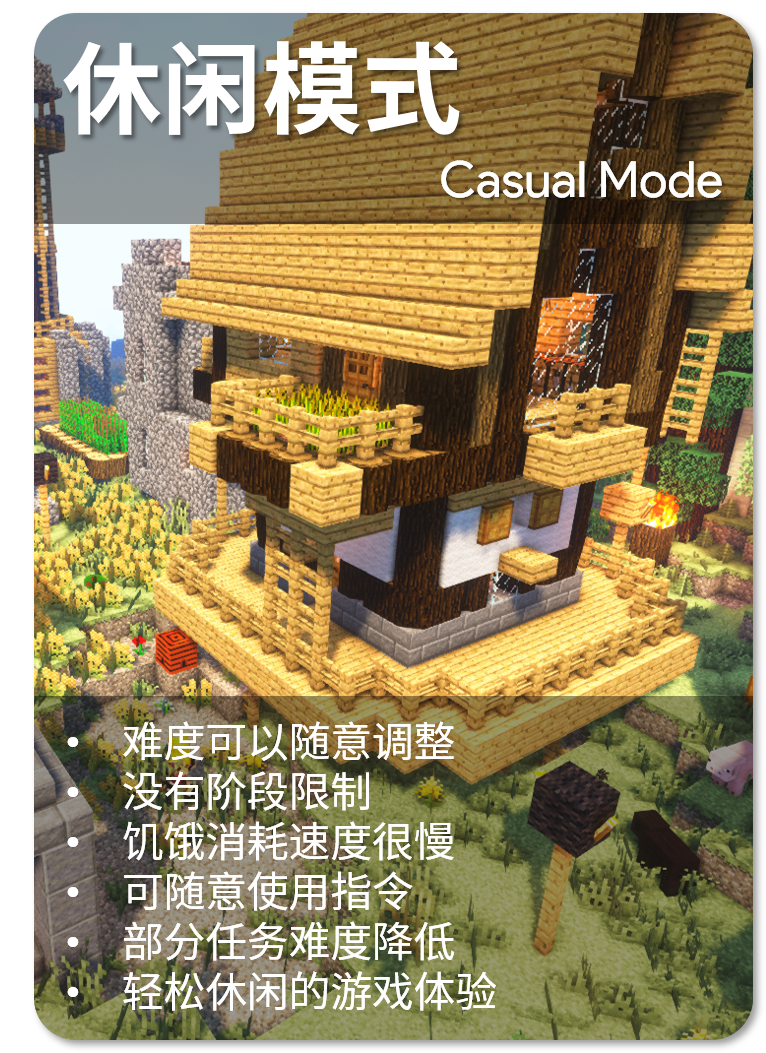 休闲模式
Casual Mode
• 难度可以随意调整
• 没有阶段限制
• 饥饿消耗速度很慢
• 可随意使用指令
• 部分任务难度降低
• 轻松休闲的游戏体验